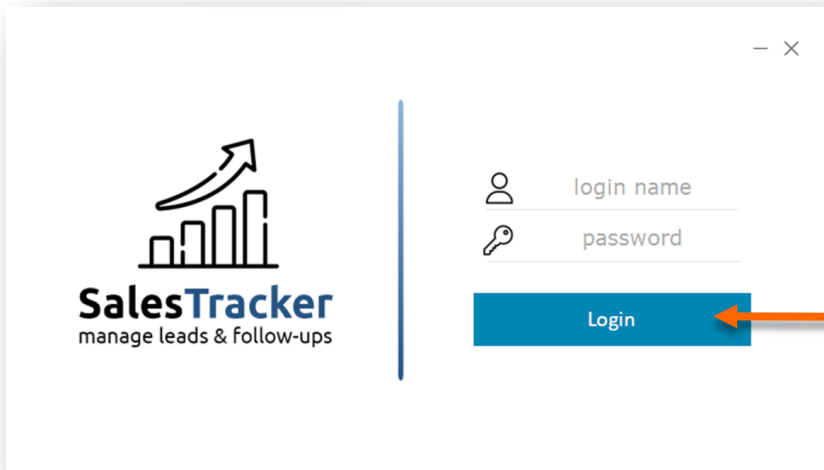 SalesTracker
manage leads & follow-ups
login name
password
Login